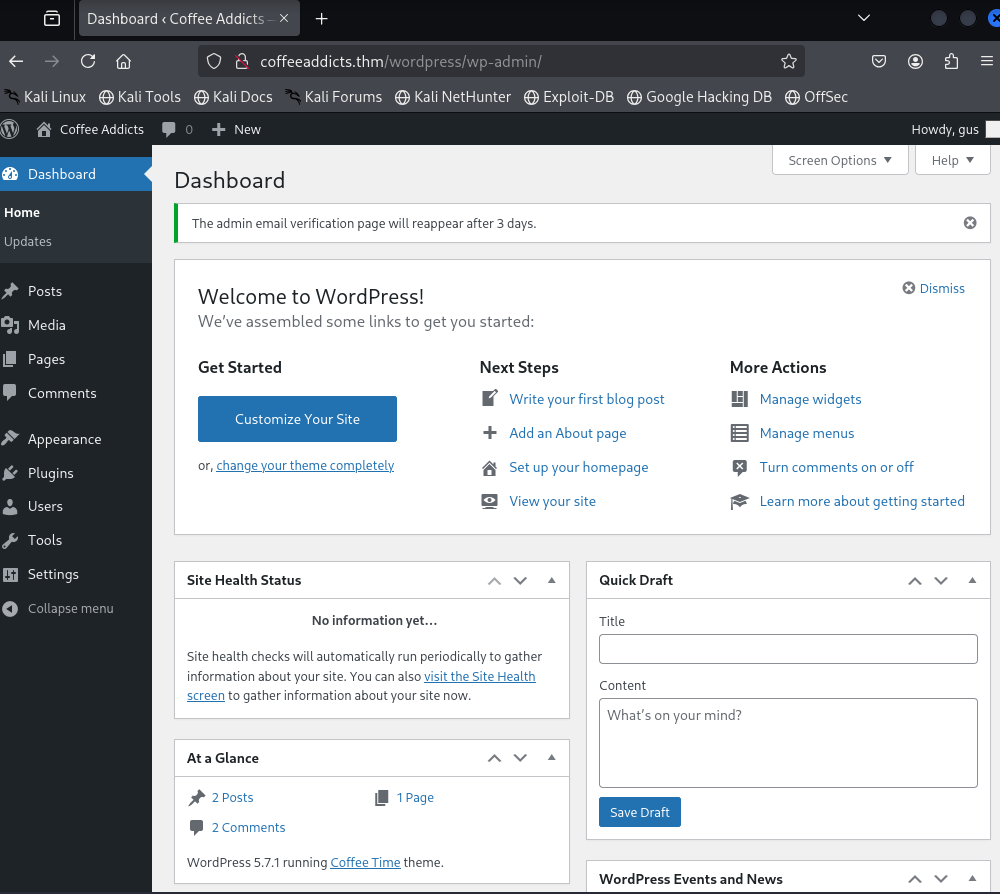 Dashboard ‹ Coffee Addicts –
coffeeaddicts.thm/wordpress/wp-admin/
Kali Linux Kali Tools Kali Docs Kali Forums Kali NetHunter Exploit-DB Google Hacking DB OffSec
Coffee Addicts 0 New Howdy, gus
Screen Options Help
Dashboard
Home
Updates
Posts
Media
Pages
Comments
Appearance
Plugins
Users
Tools
Settings
Collapse menu
Dashboard
The admin email verification page will reappear after 3 days.
Welcome to WordPress!
Dismiss
We've assembled some links to get you started:
Get Started
Customize Your Site
or, change your theme completely
Next Steps
Write your first blog post
Add an About page
Set up your homepage
View your site
More Actions
Manage widgets
Manage menus
Turn comments on or off
Learn more about getting started
Site Health Status
No information yet…
Site health checks will automatically run periodically to gather
information about your site. You can also visit the Site Health
screen to gather information about your site now.
At a Glance
2 Posts 1 Page
2 Comments
WordPress 5.7.1 running Coffee Time theme.
Quick Draft
Title
Content
What's on your mind?
Save Draft
WordPress Events and News